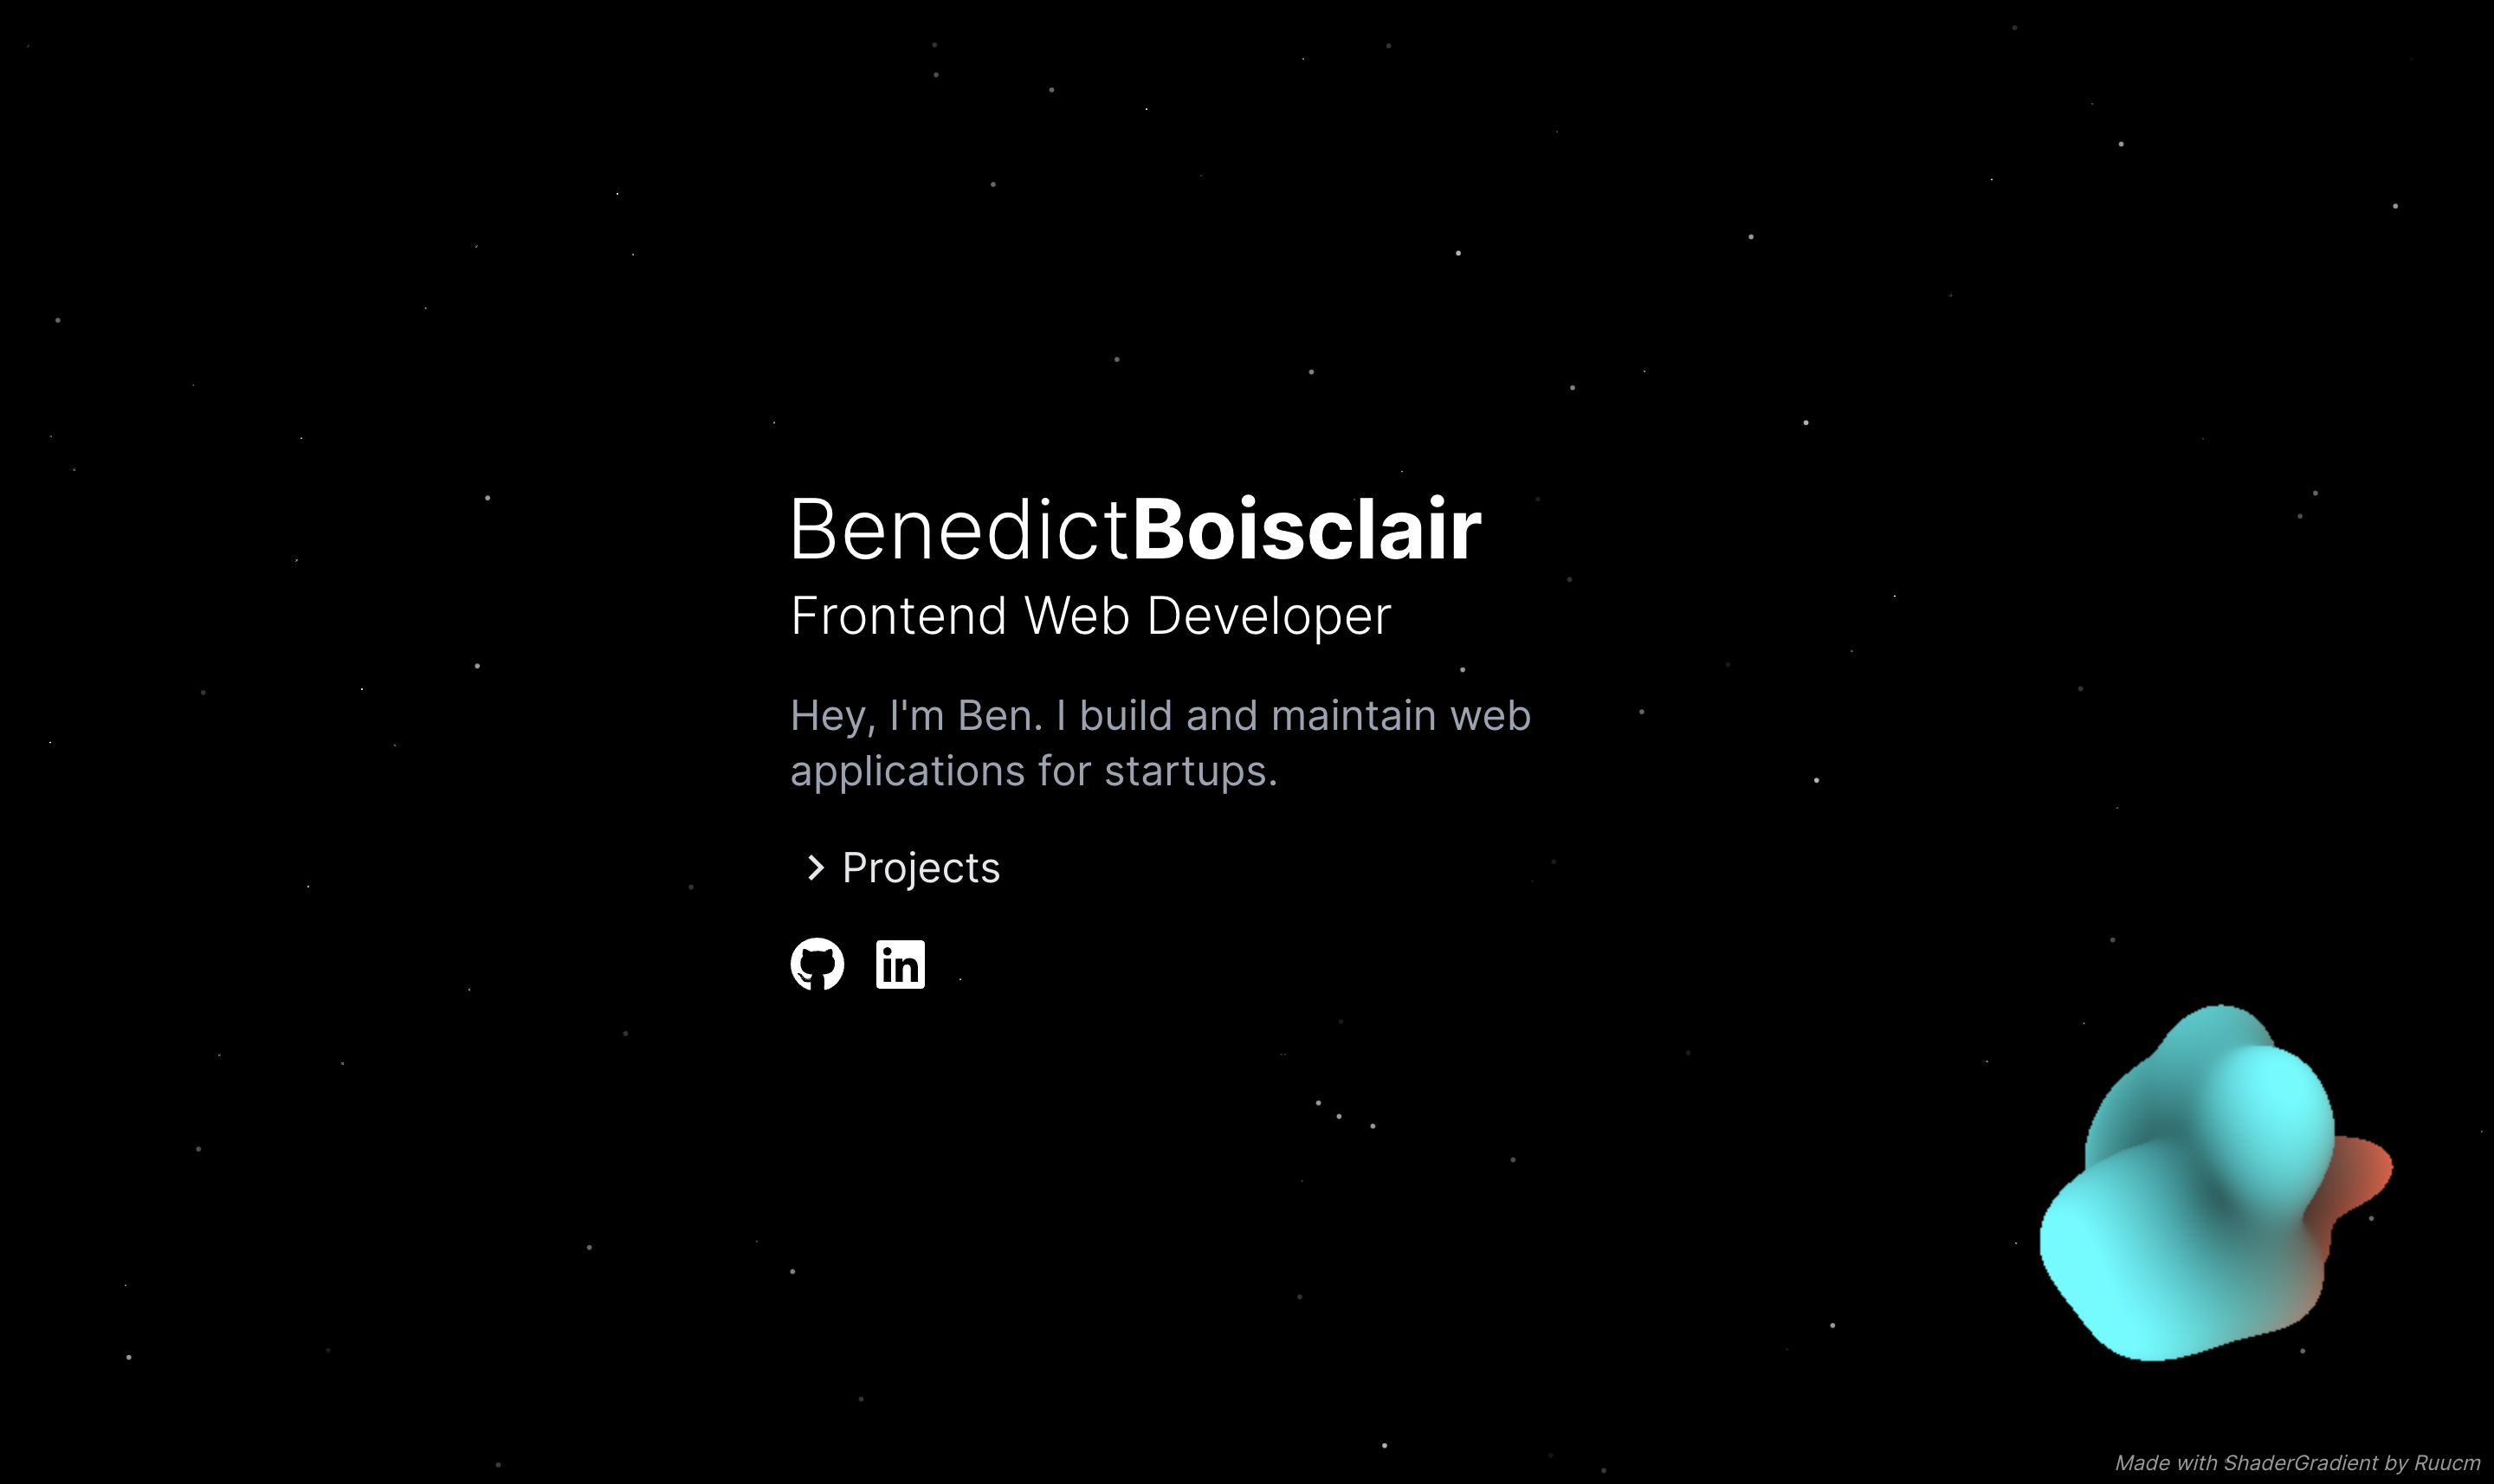 BenedictBoisclair
Frontend Web Developer
Hey, I'm Ben. I build and maintain web
applications for startups.
Projects
in
Made with ShaderGradient by Ruucm